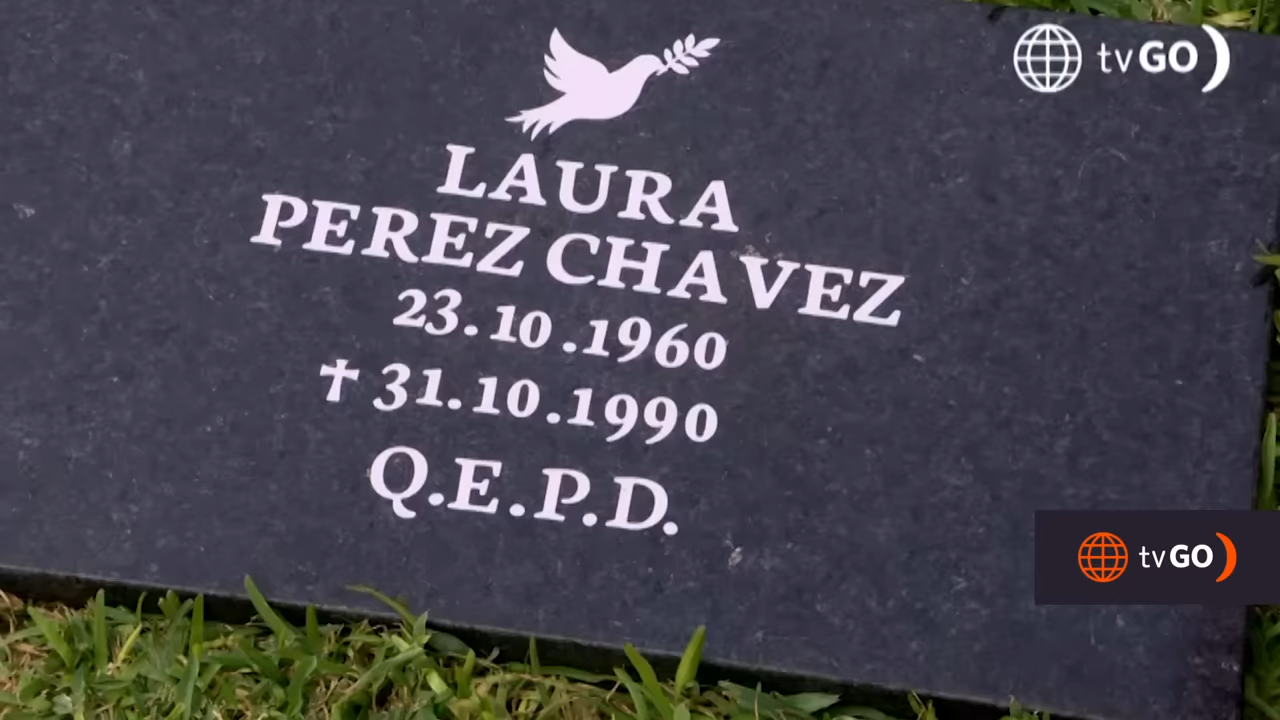 tvGO
LAURA
PEREZ CHAVEZ
23.10.1960
† 31.10.1990
Q.E.P.D.
tvGO